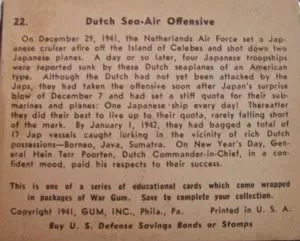 22. Dutch Sea-Air Offensive
On December 29, 1941, the Netherlands Air Force set a Jap-
anese cruiser afire off the Island of Celebes and shot down two
Japanese planes. A day or so later, four Japanese troopships
were reported sunk by these Dutch seaplanes of an American
type. Although the Dutch had not yet been attacked by the
Japs, they had taken the offensive soon after Japan's surprise
blow of December 7 and had set a stiff quota for their sub-
marines and planes: One Japanese ship every day! Thereafter
they did their best to live up to their quota, rarely falling short
of the mark. By January 1, 1942, they had bagged a total of
17 Jap vessels caught lurking in the vicinity of rich Dutch
possessions—Borneo, Java, Sumatra. On New Year's Day, Gen-
eral Hein Ter Poorten, Dutch Commander-in-Chief, in a con-
fident mood, paid his respects to their success.
This is one of a series of educational cards which come wrapped
in packages of War Gum. Save to complete your collection.
Copyright 1941, GUM, INC., Phila., Pa. Printed in U. S. A.
Buy U. S. Defense Savings Bonds or Stamps